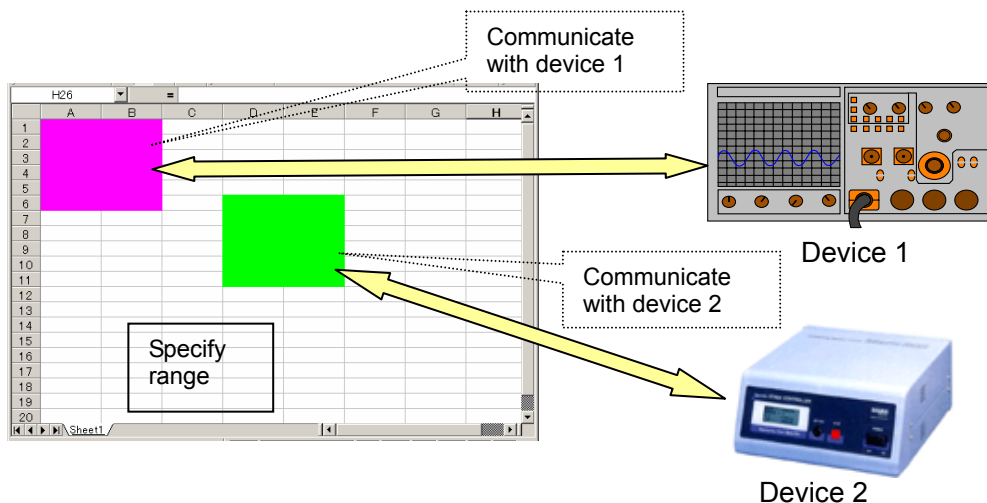 Communicate
with device 1
H26 =
A B C D E F G H
1
2
3
4
5
6
7
8
9
10
11
12
13
14
15
16
17
18
19
20
Sheet1
Specify
range
Communicate
with device 2
Device 1
Device 2